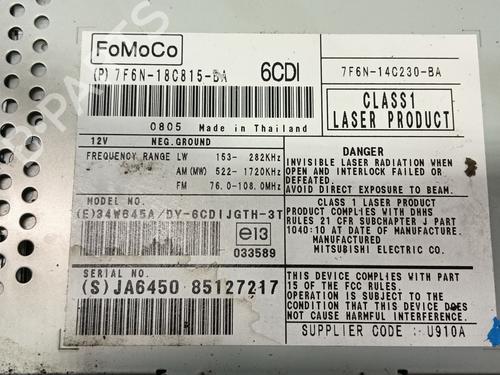 FoMoCo
(P) 7F6N-18C815-BA
6CDI
0805 Made in Thailand
12V NEG.GROUND
FREQUENCY RANGE LW 153- 282KHz
AM (MW) 522- 1720KHz
FM 76.0-108.0MHz
MODEL NO.
(E)34W645A/DY-6CDIJGTH-3T
e13
033589
SERIAL NO.
(S)JA6450 85127217
7F6N-14C230-BA
CLASS1
LASER PRODUCT
DANGER
INVISIBLE LASER RADIATION WHEN
OPEN AND INTERLOCK FAILED OR
DEFEATED.
AVOID DIRECT EXPOSURE TO BEAM.
CLASS 1 LASER PRODUCT
PRODUCT COMPLIES WITH DHHS
RULES 21 CFR SUBCHAPTER J PART
1040:10 AT DATE OF MANUFACTURE.
MANUFACTURED
MITSUBISHI ELECTRIC CO.
THIS DEVICE COMPLIES WITH PART
15 OF THE FCC RULES.
OPERATION IS SUBJECT TO THE
CONDITION THAT THIS DEVICE DOES
NOT CAUSE HARMFUL INTERFERENCE.
SUPPLIER CODE : U910A